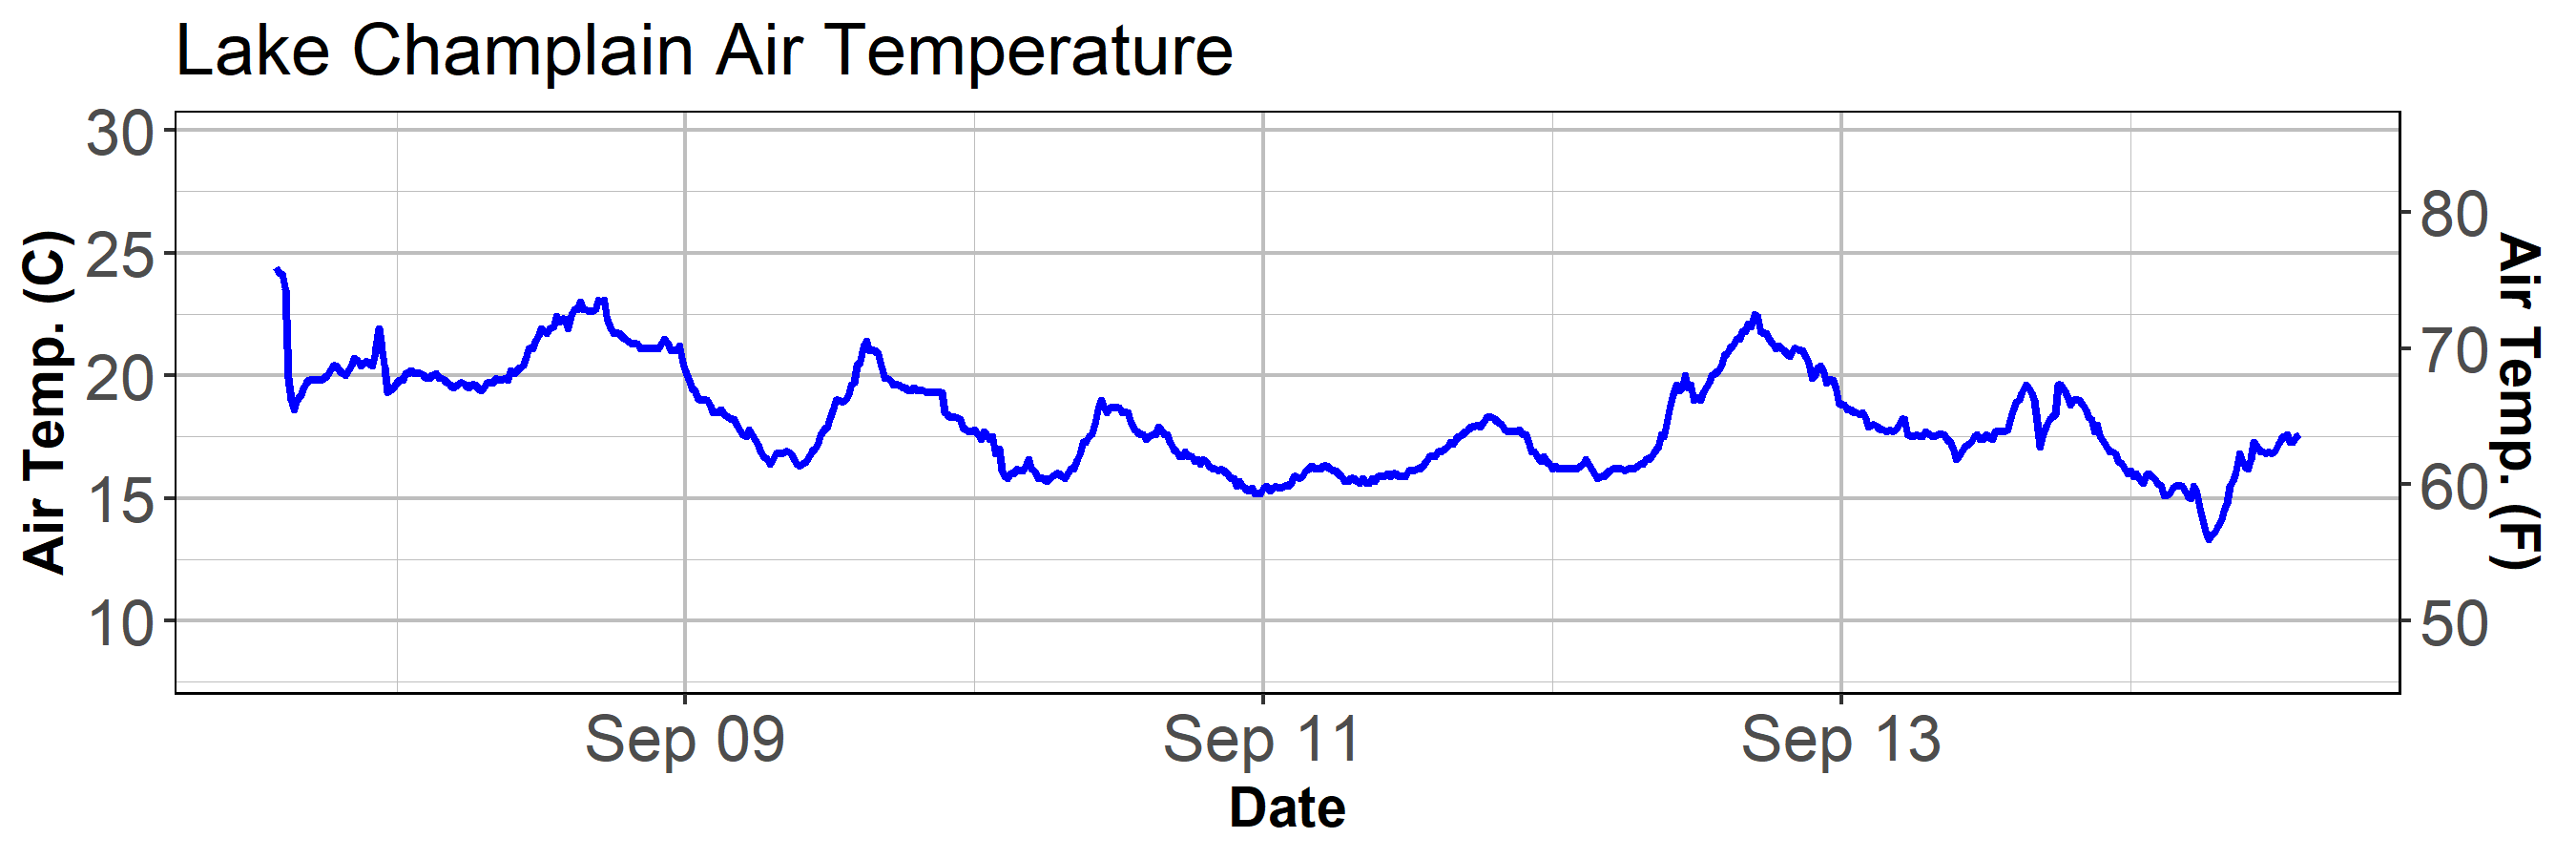 Lake Champlain Air Temperature
30
25
20
15
10
Air Temp. (C)
80
70
60
50
Air Temp. (F)
Sep 09
Sep 11
Sep 13
Date